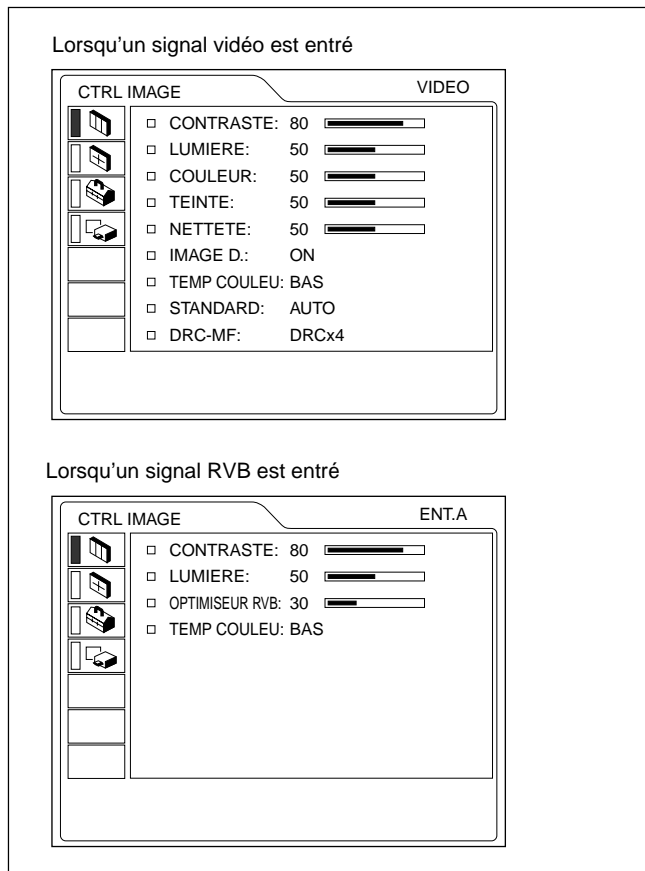 Lorsqu'un signal vidéo est entré
CTRL IMAGE VIDEO
CONTRASTE: 80
LUMIERE: 50
COULEUR: 50
TEINTE: 50
NETTETE: 50
IMAGE D.: ON
TEMP COULEU: BAS
STANDARD: AUTO
DRC-MF: DRCx4
Lorsqu'un signal RVB est entré
CTRL IMAGE ENT.A
CONTRASTE: 80
LUMIERE: 50
OPTIMISEUR RVB: 30
TEMP COULEU: BAS